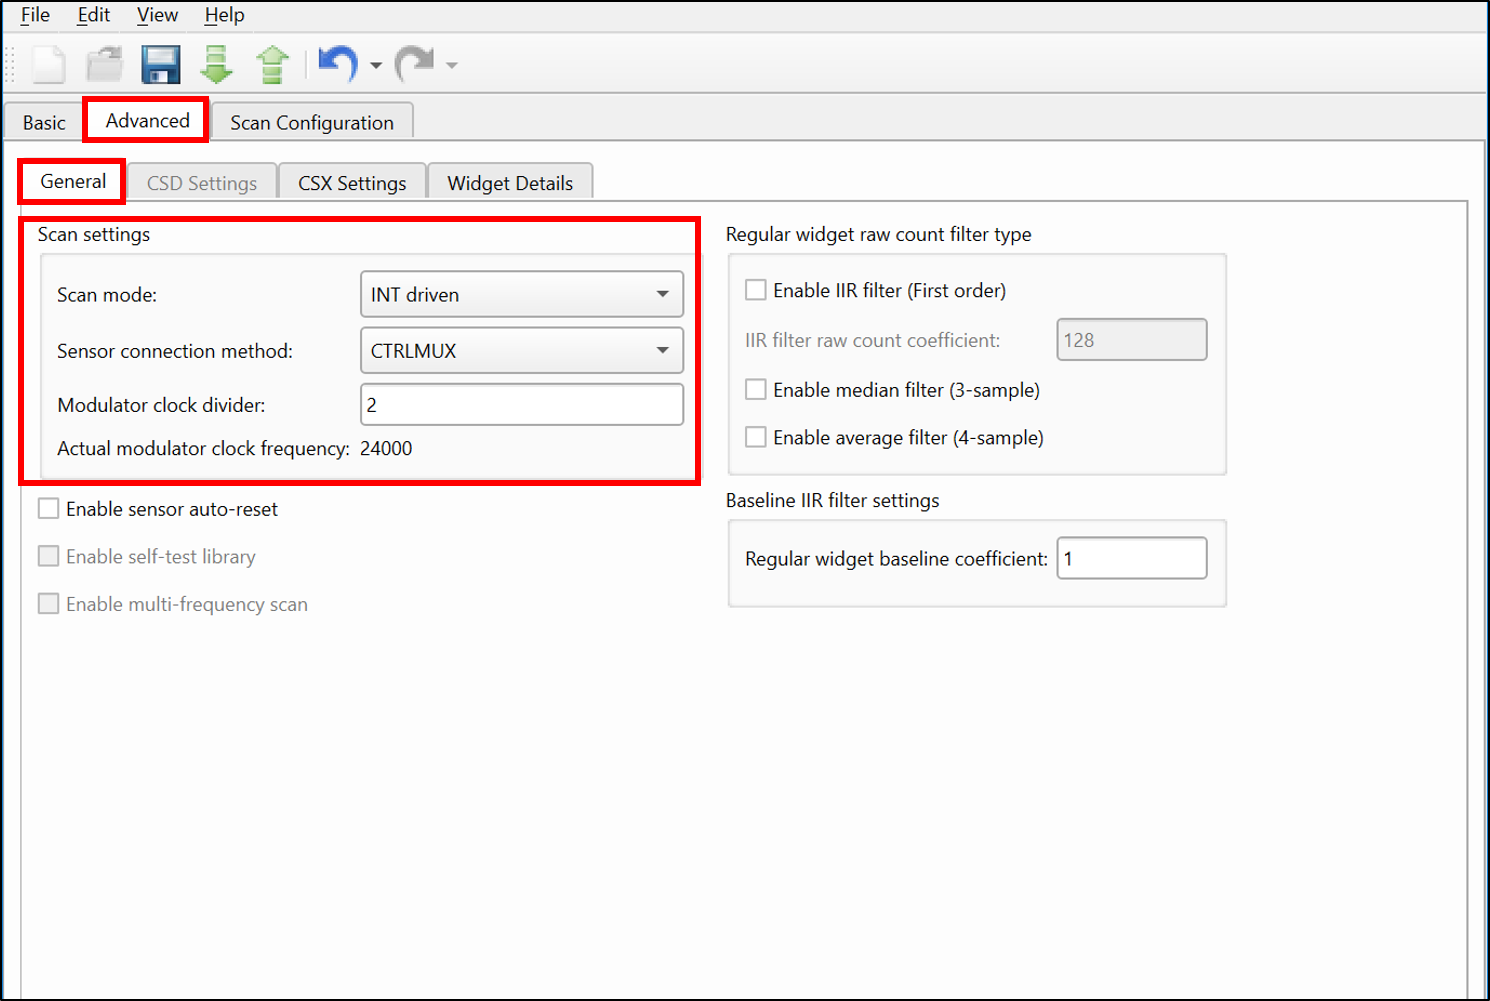 File Edit View Help
Basic Advanced Scan Configuration
General CSD Settings CSX Settings Widget Details
Scan settings
Scan mode: INT driven
Sensor connection method: CTRLMUX
Modulator clock divider: 2
Actual modulator clock frequency: 24000
Enable sensor auto-reset
Enable self-test library
Enable multi-frequency scan
Regular widget raw count filter type
Enable IIR filter (First order)
IIR filter raw count coefficient: 128
Enable median filter (3-sample)
Enable average filter (4-sample)
Baseline IIR filter settings
Regular widget baseline coefficient: 1